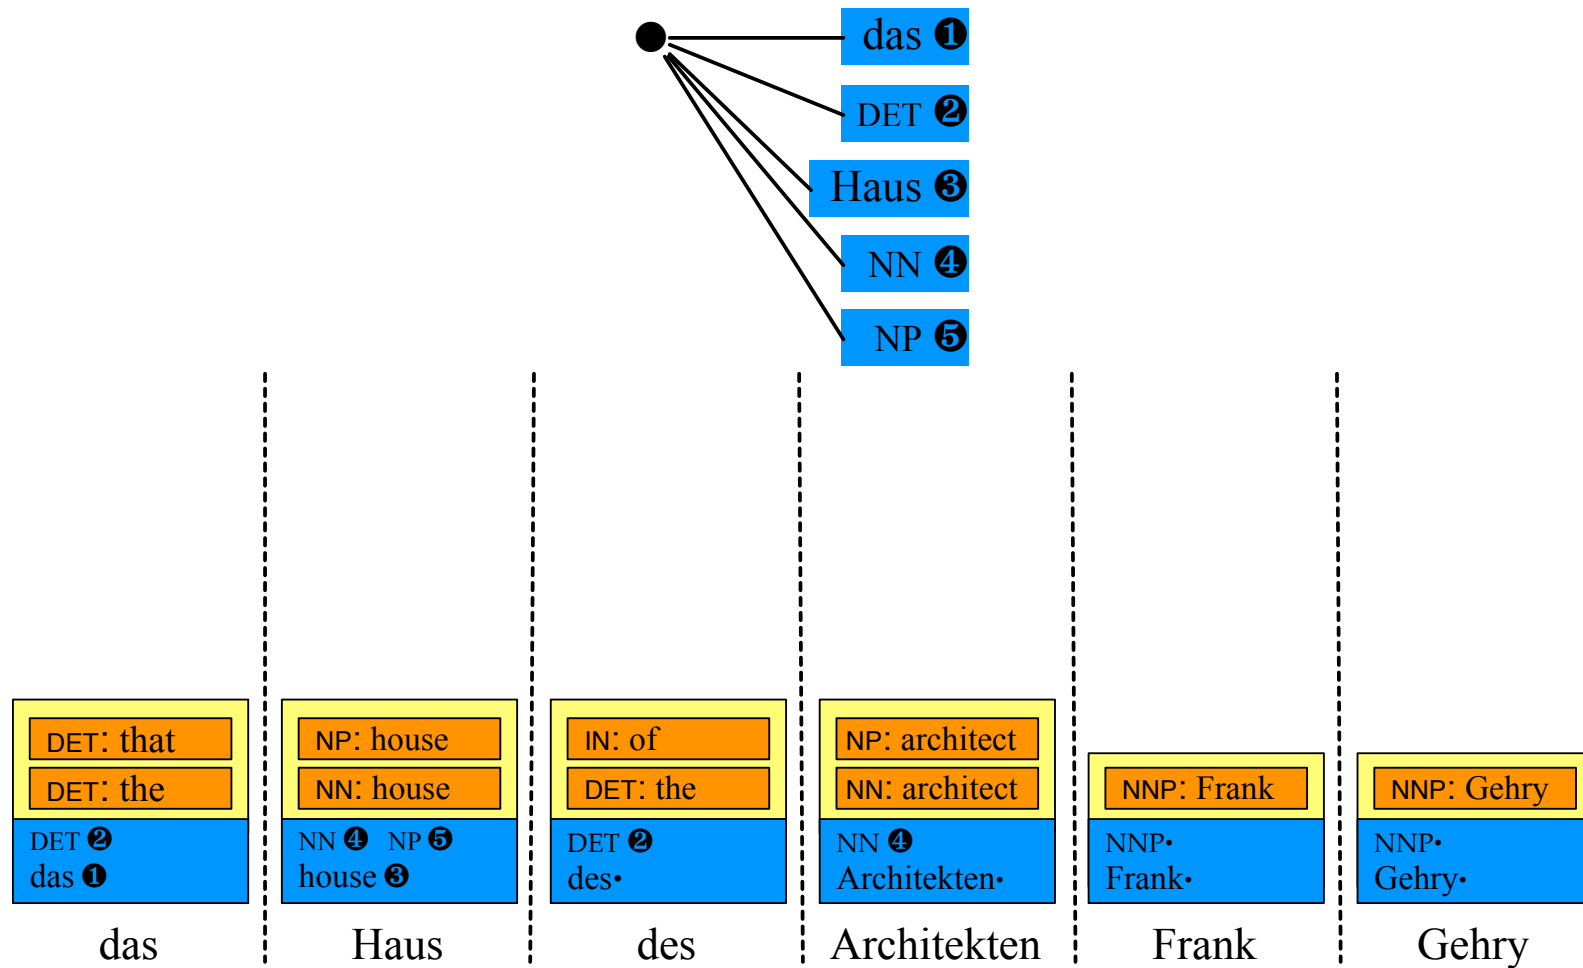 das ❶
DET ❷
Haus ❸
NN ❹
NP ❺
DET: that
DET: the
DET ❷
das ❶
das
NP: house
NN: house
NN ❹ NP ❺
house ❸
Haus
IN: of
DET: the
DET ❷
des•
des
NP: architect
NN: architect
NN ❹
Architekten•
Architekten
NNP: Frank
NNP•
Frank•
Frank
NNP: Gehry
NNP•
Gehry•
Gehry